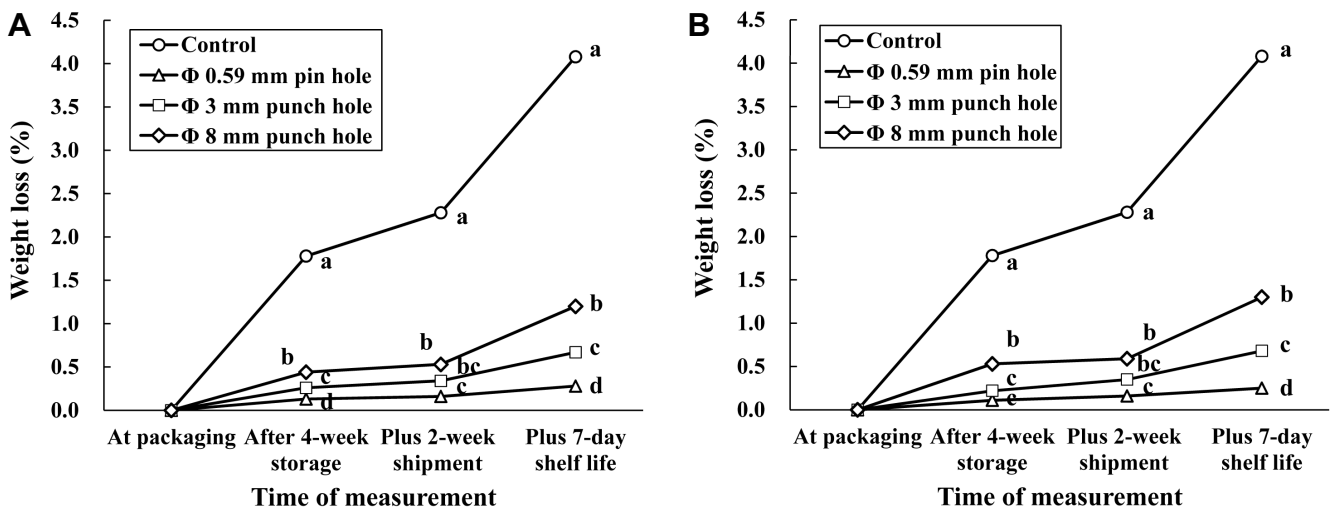 A
4.5
4.0
3.5
3.0
2.5
2.0
1.5
1.0
0.5
0.0
Weight loss (%)
Control
Φ 0.59 mm pin hole
Φ 3 mm punch hole
Φ 8 mm punch hole
a
a
a
b
b
b
c
bc
c
d
c
d
At packaging
After 4-week
storage
Plus 2-week
shipment
Plus 7-day
shelf life
Time of measurement
B
4.5
4.0
3.5
3.0
2.5
2.0
1.5
1.0
0.5
0.0
Weight loss (%)
Control
Φ 0.59 mm pin hole
Φ 3 mm punch hole
Φ 8 mm punch hole
a
a
a
b
b
b
c
bc
c
c
c
d
At packaging
After 4-week
storage
Plus 2-week
shipment
Plus 7-day
shelf life
Time of measurement